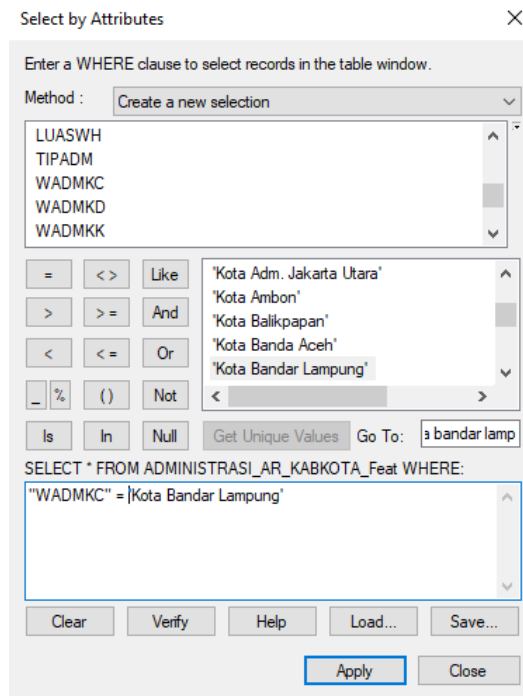 Select by Attributes
Enter a WHERE clause to select records in the table window.
Method : Create a new selection
LUASWH
TIPADM
WADMKC
WADMKD
WADMKK
= < > Like
> > = And
< < = Or
_ % () Not
Is In Null
'Kota Adm. Jakarta Utara'
'Kota Ambon'
'Kota Balikpapan'
'Kota Banda Aceh'
'Kota Bandar Lampung'
Get Unique Values Go To: a bandar lamp
SELECT * FROM ADMINISTRASI_AR_KABKOTA_Feat WHERE:
"WADMKC" = 'Kota Bandar Lampung'
Clear Verify Help Load... Save...
Apply Close